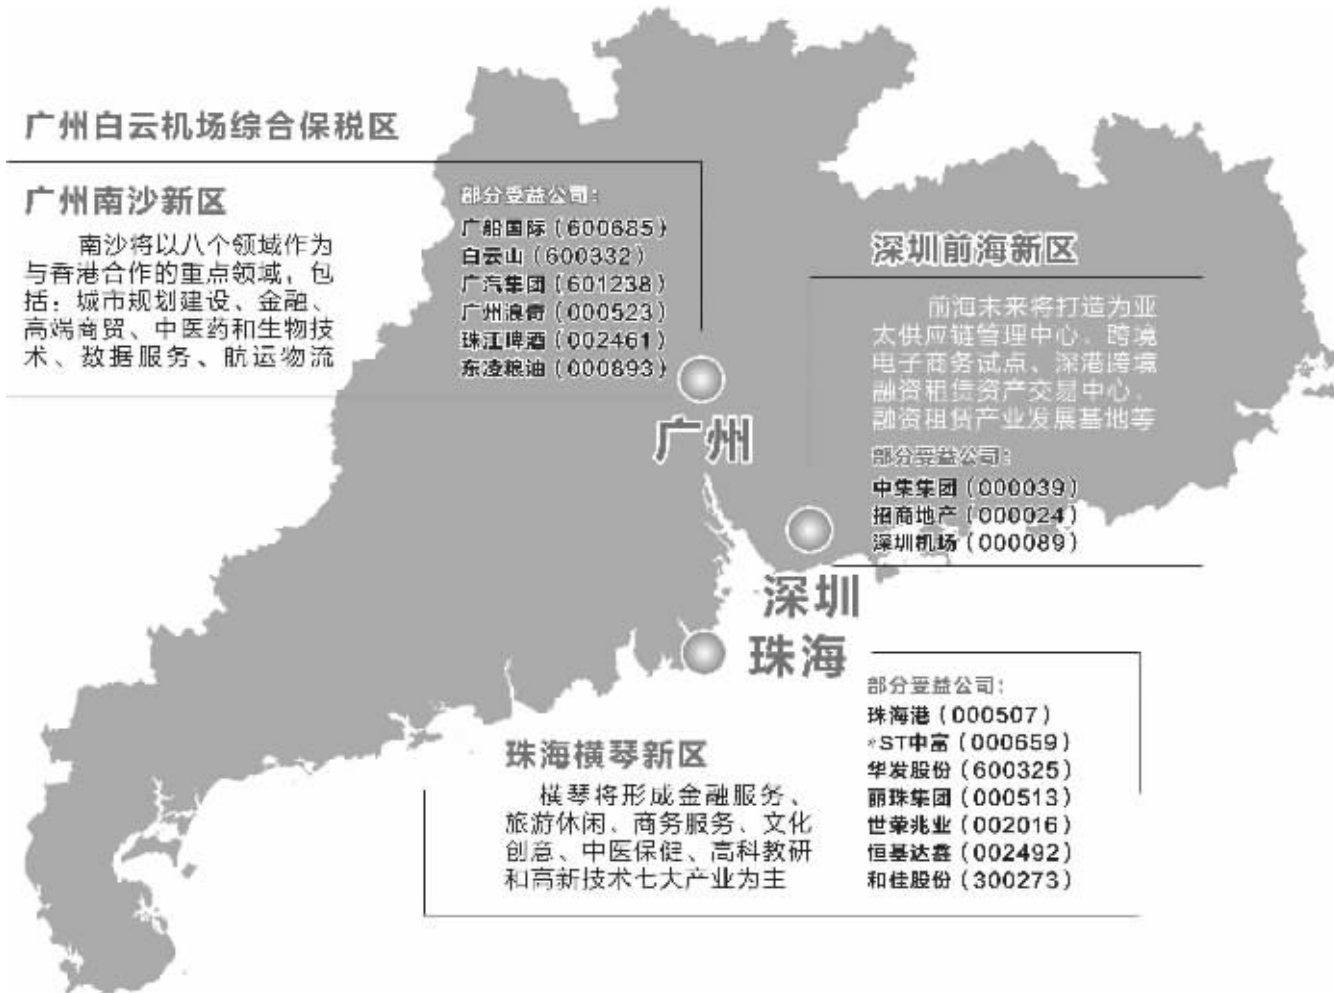 广州白云机场综合保税区
广州南沙新区
南沙将以八个领域作为
与香港合作的重点领域，包
括：城市规划建设、金融、
高端商贸、中医药和生物技
术、数据服务、航运物流
部分受益公司：
广船国际（600685）
白云山（600332）
广汽集团（601238）
广州浪奇（000523）
珠江啤酒（002461）
东凌粮油（000893）
广州
深圳前海新区
前海未来将打造为亚
太供应链管理中心、跨境
电子商务试点、深港跨境
融资租赁资产交易中心，
融资租赁产业发展基地等
部分受益公司：
中集集团（000039）
招商地产（000024）
深圳机场（000089）
深圳
珠海
珠海横琴新区
横琴将形成金融服务、
旅游休闲、商务服务、文化
创意、中医保健、高科教研
和高新技术七大产业为主
部分受益公司：
珠海港（000507）
*ST中富（000659）
华发股份（600325）
丽珠集团（000513）
世荣兆业（002016）
恒基达鑫（002492）
和佳股份（300273）